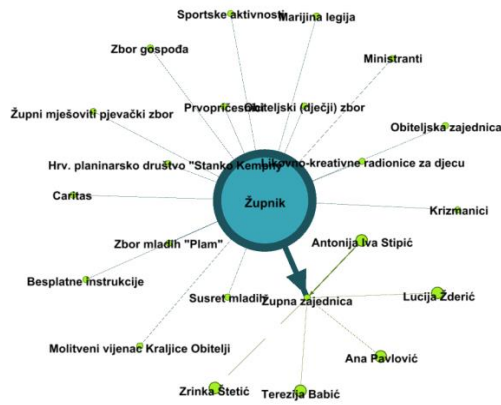 Sportske aktivnosti
Marijina legija
Zbor gospođa
Ministranti
Prvopričesnici
Obiteljski (dječji) zbor
Župni mješoviti pjevački zbor
Obiteljska zajednica
Hrv. planinarsko društvo "Stanko Kempny"
Likovno-kreativne radionice za djecu
Caritas
Župnik
Krizmanici
Zbor mladih "Plam"
Antonija Iva Stipić
Besplatne instrukcije
Susret mladih
Župna zajednica
Lucija Žderić
Molitveni vijenac Kraljice Obitelji
Ana Pavlović
Zrinka Štetić
Terezija Babić